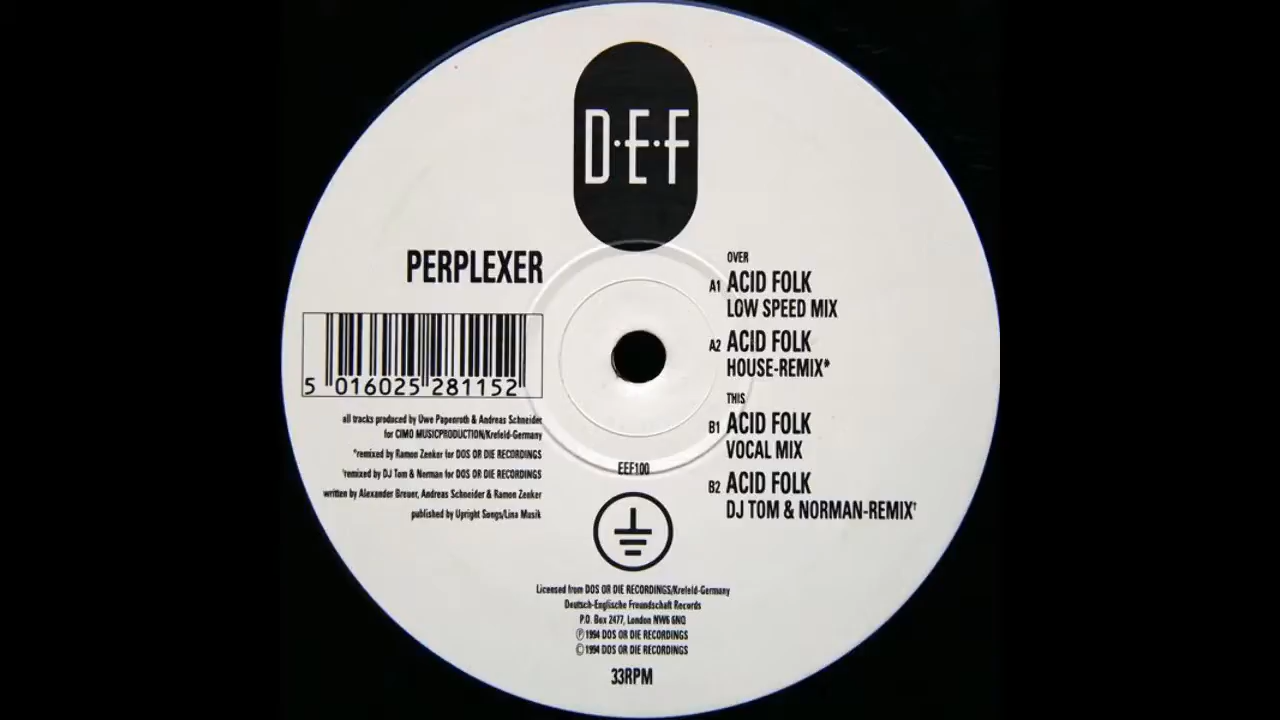 D·E·F
PERPLEXER
5 016025 281152
all tracks produced by Uwe Papenroth & Andreas Schneider
for CIMO MUSICPRODUCTION/Krefeld-Germany
*remixed by Ramon Zenker for DOS OR DIE RECORDINGS
†remixed by DJ Tom & Norman for DOS OR DIE RECORDINGS
written by Alexander Breuer, Andreas Schneider & Ramon Zenker
published by Upright Songs/Lina Musik
OVER
A1 ACID FOLK
LOW SPEED MIX
A2 ACID FOLK
HOUSE-REMIX*
THIS
B1 ACID FOLK
VOCAL MIX
B2 ACID FOLK
DJ TOM & NORMAN-REMIX†
EEF100
Licensed from DOS OR DIE RECORDINGS/Krefeld-Germany
Deutsch-Englische Freundschaft Records
P.O. Box 2477, London NW6 6NQ
℗ 1994 DOS OR DIE RECORDINGS
© 1994 DOS OR DIE RECORDINGS
33RPM